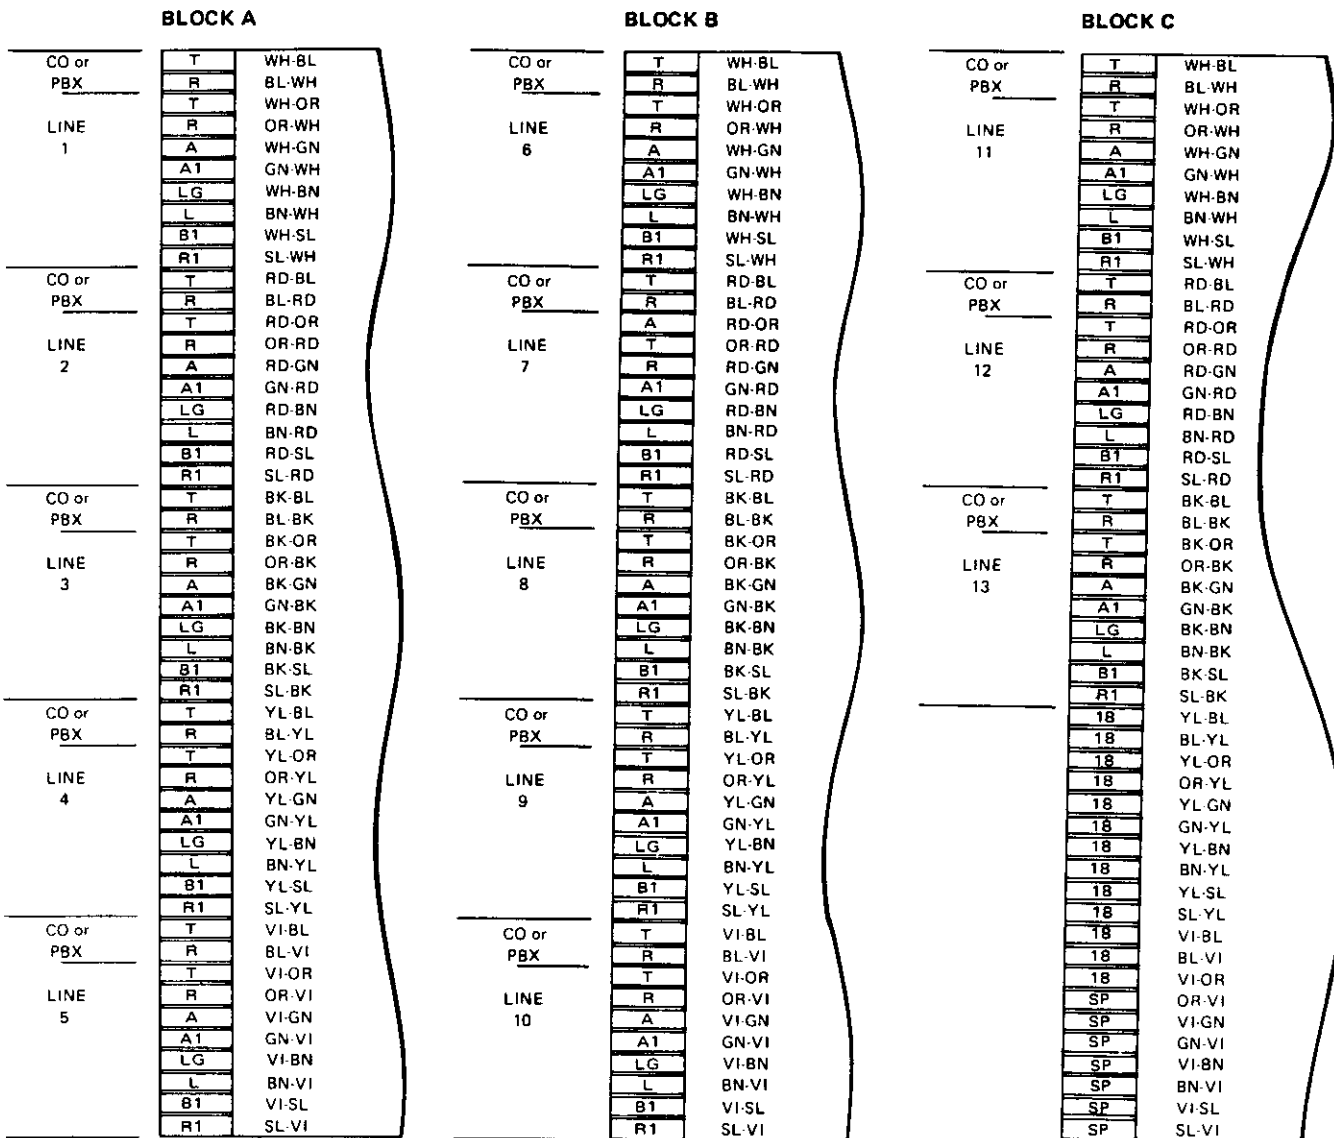 BLOCK A
CO or T WH-BL
PBX R BL-WH
T WH-OR
LINE R OR-WH
1 A WH-GN
A1 GN-WH
LG WH-BN
L BN-WH
B1 WH-SL
R1 SL-WH
CO or T RD-BL
PBX R BL-RD
T RD-OR
LINE R OR-RD
2 A RD-GN
A1 GN-RD
LG RD-BN
L BN-RD
B1 RD-SL
R1 SL-RD
CO or T BK-BL
PBX R BL-BK
T BK-OR
LINE R OR-BK
3 A BK-GN
A1 GN-BK
LG BK-BN
L BN-BK
B1 BK-SL
R1 SL-BK
CO or T YL-BL
PBX R BL-YL
T YL-OR
LINE R OR-YL
4 A YL-GN
A1 GN-YL
LG YL-BN
L BN-YL
B1 YL-SL
R1 SL-YL
CO or T VI-BL
PBX R BL-VI
T VI-OR
LINE R OR-VI
5 A VI-GN
A1 GN-VI
LG VI-BN
L BN-VI
B1 VI-SL
R1 SL-VI
BLOCK B
CO or T WH-BL
PBX R BL-WH
T WH-OR
LINE R OR-WH
6 A WH-GN
A1 GN-WH
LG WH-BN
L BN-WH
B1 WH-SL
R1 SL-WH
CO or T RD-BL
PBX R BL-RD
A RD-OR
LINE T OR-RD
7 R RD-GN
A1 GN-RD
LG RD-BN
L BN-RD
B1 RD-SL
R1 SL-RD
CO or T BK-BL
PBX R BL-BK
T BK-OR
LINE R OR-BK
8 A BK-GN
A1 GN-BK
LG BK-BN
L BN-BK
B1 BK-SL
R1 SL-BK
CO or T YL-BL
PBX R BL-YL
T YL-OR
LINE R OR-YL
9 A YL-GN
A1 GN-YL
LG YL-BN
L BN-YL
B1 YL-SL
R1 SL-YL
CO or T VI-BL
PBX R BL-VI
T VI-OR
LINE R OR-VI
10 A VI-GN
A1 GN-VI
LG VI-BN
L BN-VI
B1 VI-SL
R1 SL-VI
BLOCK C
CO or T WH-BL
PBX R BL-WH
T WH-OR
LINE R OR-WH
11 A WH-GN
A1 GN-WH
LG WH-BN
L BN-WH
B1 WH-SL
R1 SL-WH
CO or T RD-BL
PBX R BL-RD
T RD-OR
LINE R OR-RD
12 A RD-GN
A1 GN-RD
LG RD-BN
L BN-RD
B1 RD-SL
R1 SL-RD
CO or T BK-BL
PBX R BL-BK
T BK-OR
LINE R OR-BK
13 A BK-GN
A1 GN-BK
LG BK-BN
L BN-BK
B1 BK-SL
R1 SL-BK
18 YL-BL
18 BL-YL
18 YL-OR
18 OR-YL
18 YL-GN
18 GN-YL
18 YL-BN
18 BN-YL
18 YL-SL
18 SL-YL
18 VI-BL
18 BL-VI
18 VI-OR
SP OR-VI
SP VI-GN
SP GN-VI
SP VI-BN
SP BN-VI
SP VI-SL
SP SL-VI